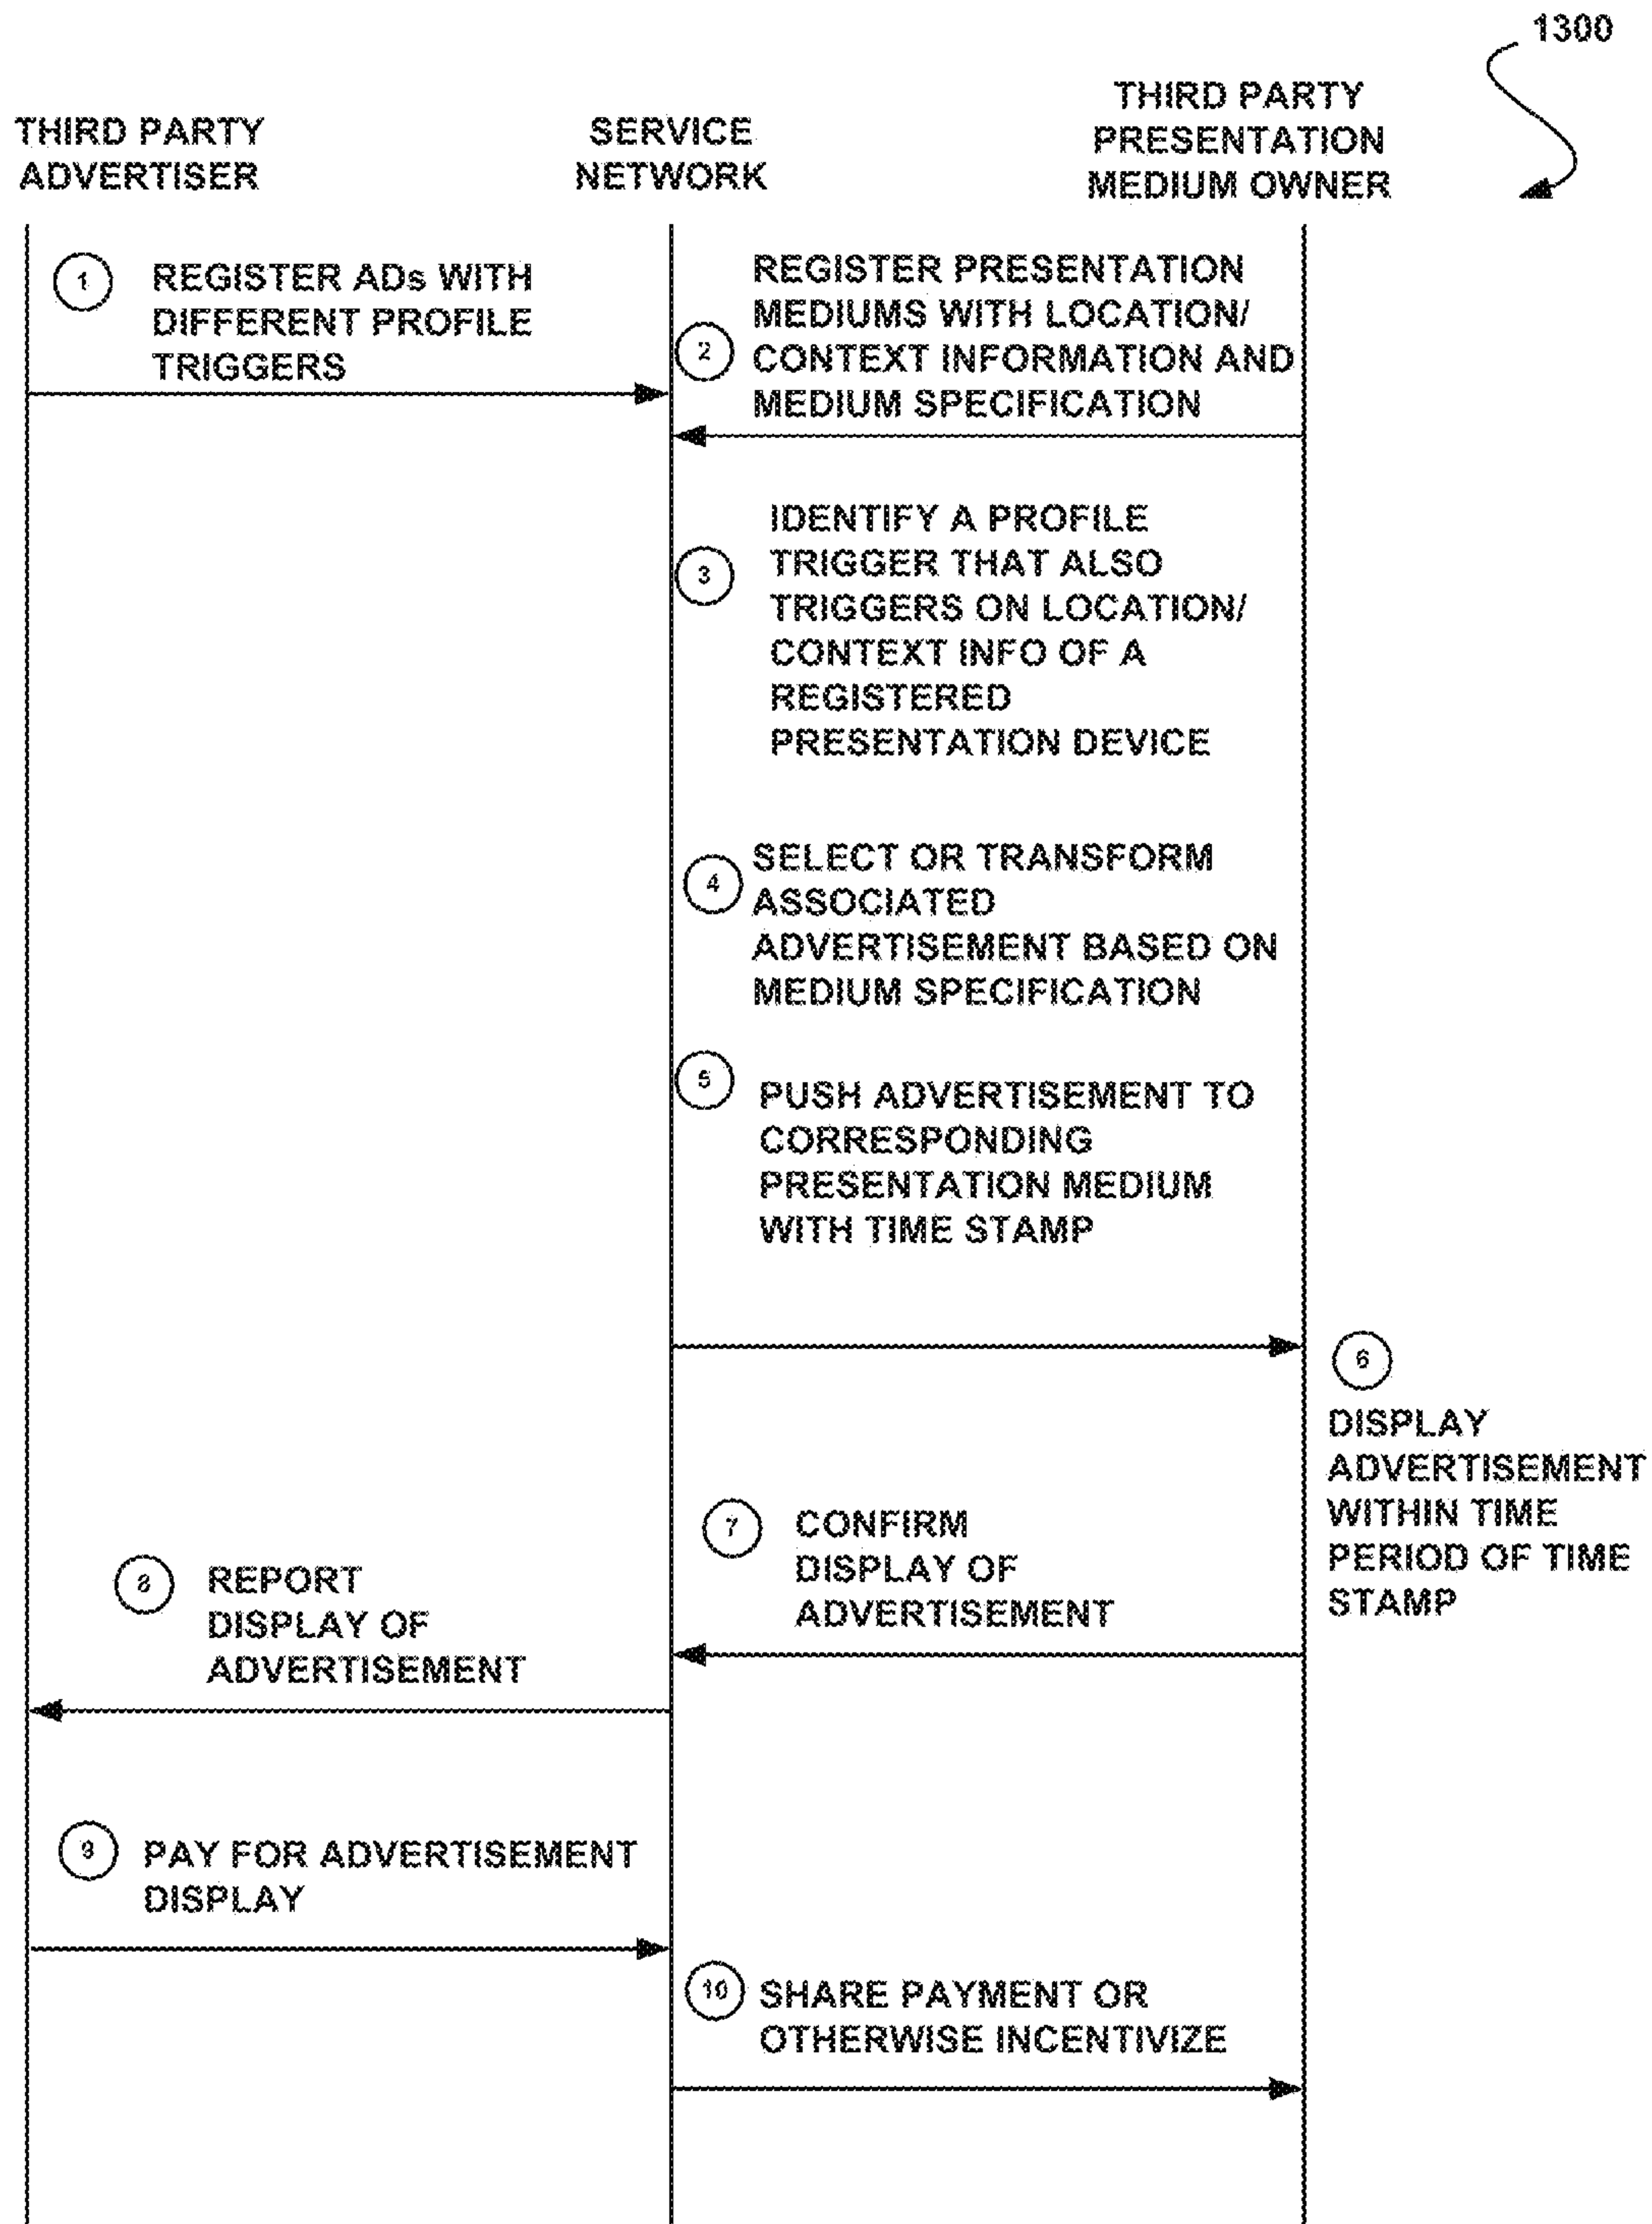 1300
THIRD PARTY
ADVERTISER
SERVICE
NETWORK
THIRD PARTY
PRESENTATION
MEDIUM OWNER
1
REGISTER ADs WITH
DIFFERENT PROFILE
TRIGGERS
2
REGISTER PRESENTATION
MEDIUMS WITH LOCATION/
CONTEXT INFORMATION AND
MEDIUM SPECIFICATION
3
IDENTIFY A PROFILE
TRIGGER THAT ALSO
TRIGGERS ON LOCATION/
CONTEXT INFO OF A
REGISTERED
PRESENTATION DEVICE
4
SELECT OR TRANSFORM
ASSOCIATED
ADVERTISEMENT BASED ON
MEDIUM SPECIFICATION
5
PUSH ADVERTISEMENT TO
CORRESPONDING
PRESENTATION MEDIUM
WITH TIME STAMP
6
DISPLAY
ADVERTISEMENT
WITHIN TIME
PERIOD OF TIME
STAMP
7
CONFIRM
DISPLAY OF
ADVERTISEMENT
8
REPORT
DISPLAY OF
ADVERTISEMENT
9
PAY FOR ADVERTISEMENT
DISPLAY
10
SHARE PAYMENT OR
OTHERWISE INCENTIVIZE